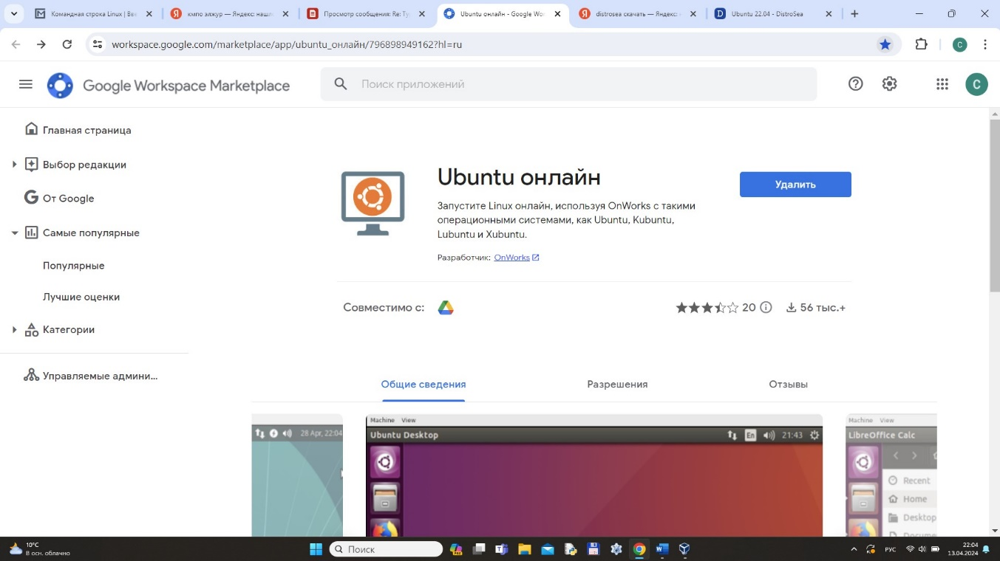 Командная строка Linux | Вве
кмпо элжур — Яндекс: нашл
Просмотр сообщения: Re: Ту
Ubuntu онлайн - Google Wo
distrosea скачать — Яндекс:
Ubuntu 22.04 - DistroSea
workspace.google.com/marketplace/app/ubuntu_онлайн/796898949162?hl=ru
C
Google Workspace Marketplace
Поиск приложений
C
Главная страница
Выбор редакции
От Google
Самые популярные
Популярные
Лучшие оценки
Категории
Управляемые админи...
Ubuntu онлайн
Удалить
Запустите Linux онлайн, используя OnWorks с такими
операционными системами, как Ubuntu, Kubuntu,
Lubuntu и Xubuntu.
Разработчик: OnWorks
Совместимо с:
20
56 тыс.+
Общие сведения
Разрешения
Отзывы
28 Apr, 22:04
Machine View
Ubuntu Desktop
En
21:43
Machine View
LibreOffice Calc
Recent
Home
Desktop
10°C
В осн. облачно
Поиск
РУС
22:04
13.04.2024